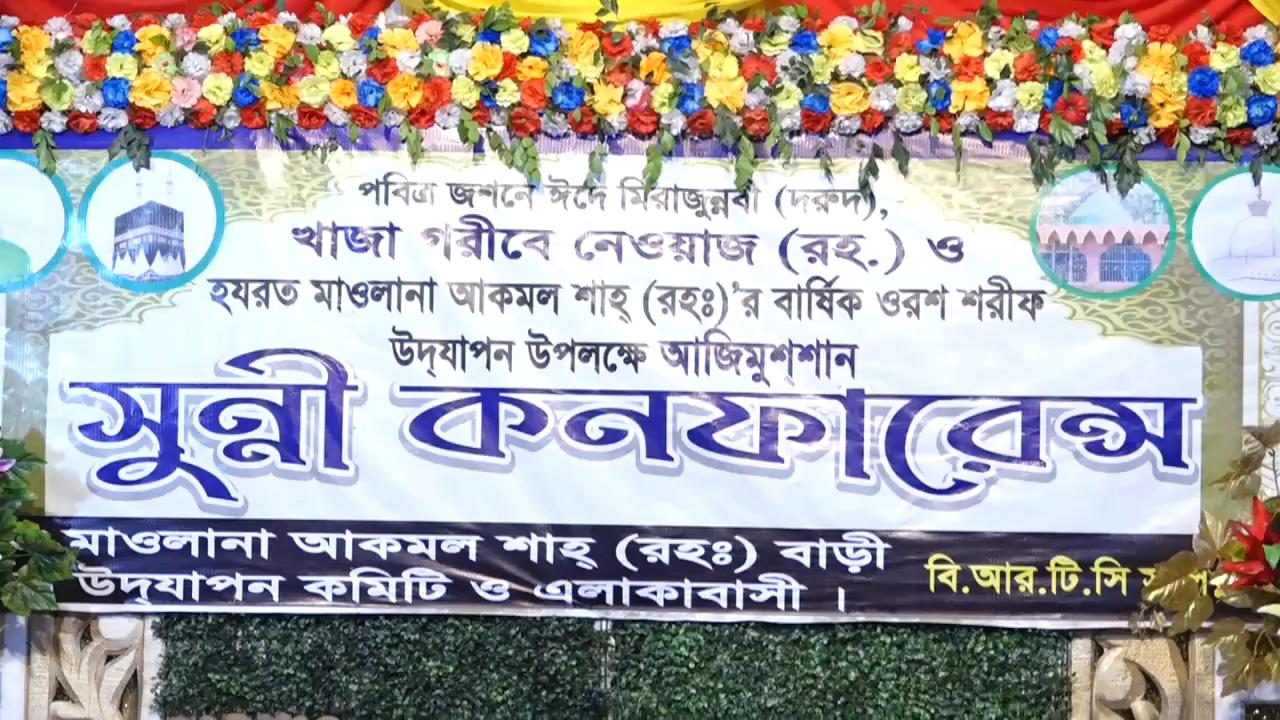 পবিত্র জশনে ঈদে মিরাজুন্নবী (দরুদ),
খাজা গরীবে নেওয়াজ (রহ.) ও
হযরত মাওলানা আকমল শাহ্ (রহঃ)'র বার্ষিক ওরশ শরীফ
উদ্‌যাপন উপলক্ষে আজিমুশ্‌শান
সুন্নী কনফারেন্স
মাওলানা আকমল শাহ্ (রহঃ) বাড়ী
উদ্‌যাপন কমিটি ও এলাকাবাসী ।
বি.আর.টি.সি